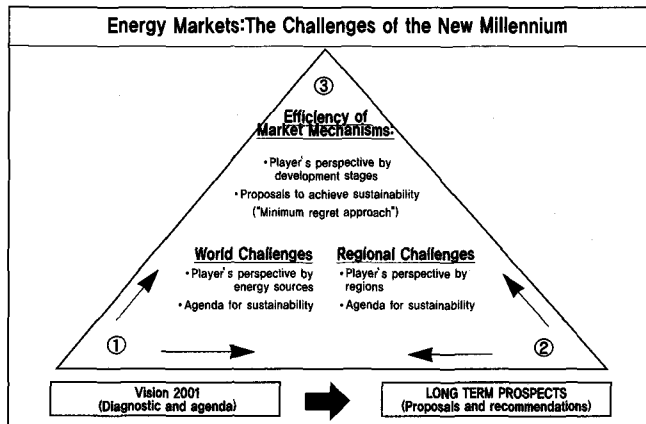 Energy Markets:The Challenges of the New Millennium
③
Efficiency of
Market Mechanisms:
• Player's perspective by
development stages
• Proposals to achieve sustainability
("Minimum regret approach")
World Challenges
• Player's perspective by
energy sources
• Agenda for sustainability
Regional Challenges
• Player's perspective by
regions
• Agenda for sustainability
①
②
Vision 2001
(Diagnostic and agenda)
LONG TERM PROSPECTS
(Proposals and recommendations)